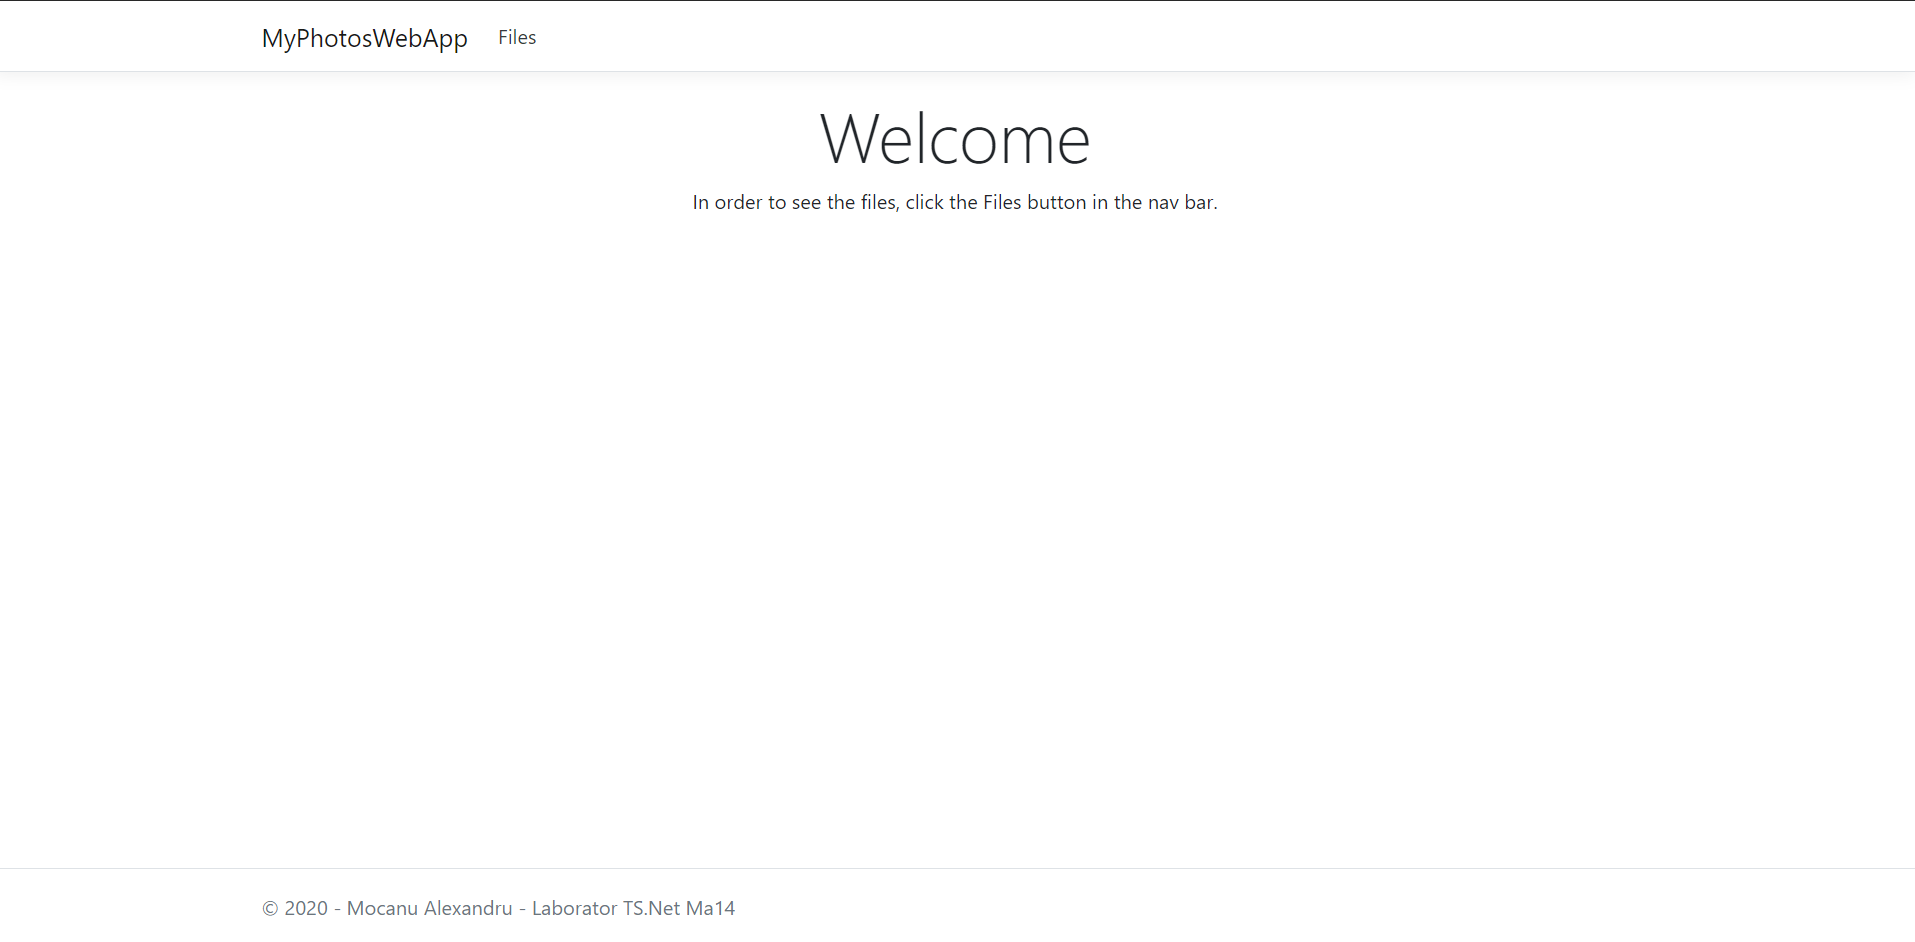 MyPhotosWebApp Files
Welcome
In order to see the files, click the Files button in the nav bar.
© 2020 - Mocanu Alexandru - Laborator TS.Net Ma14